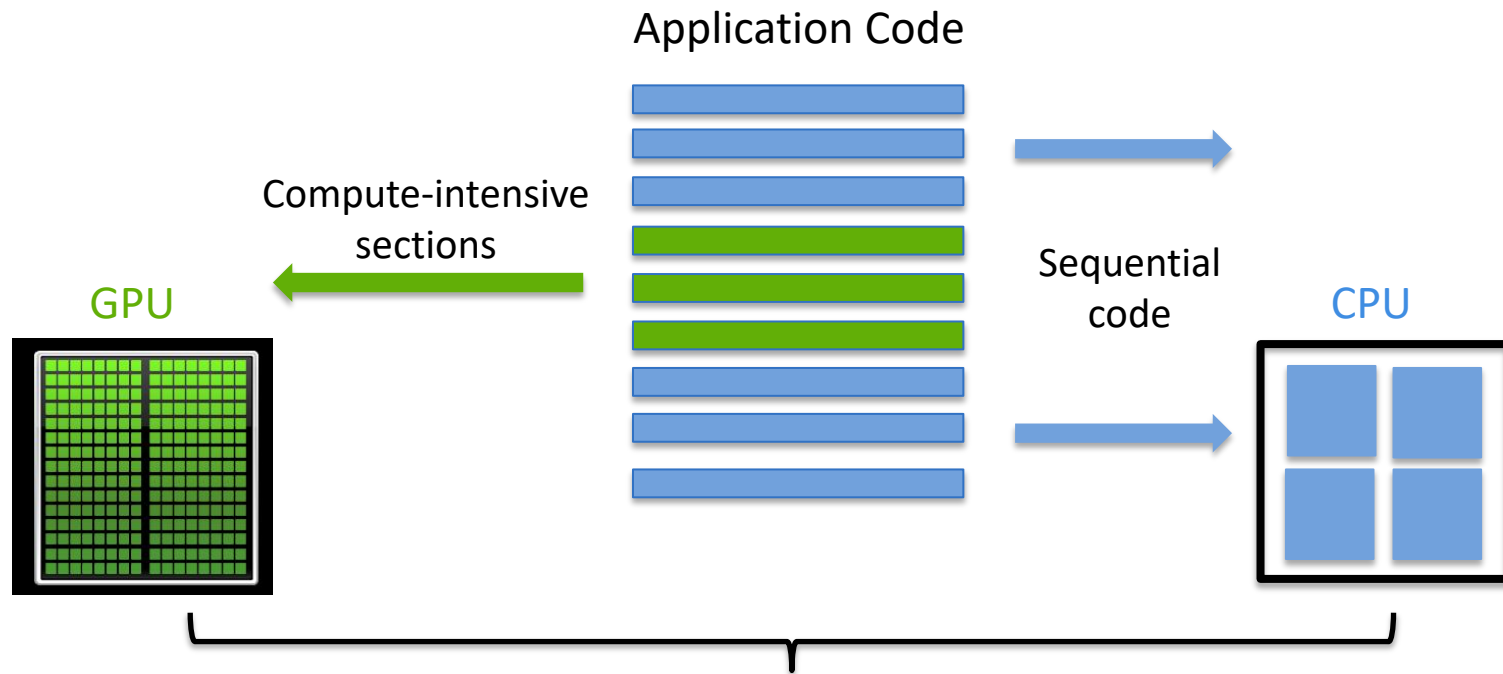 Application Code
Compute-intensive
sections
GPU
Sequential
code
CPU